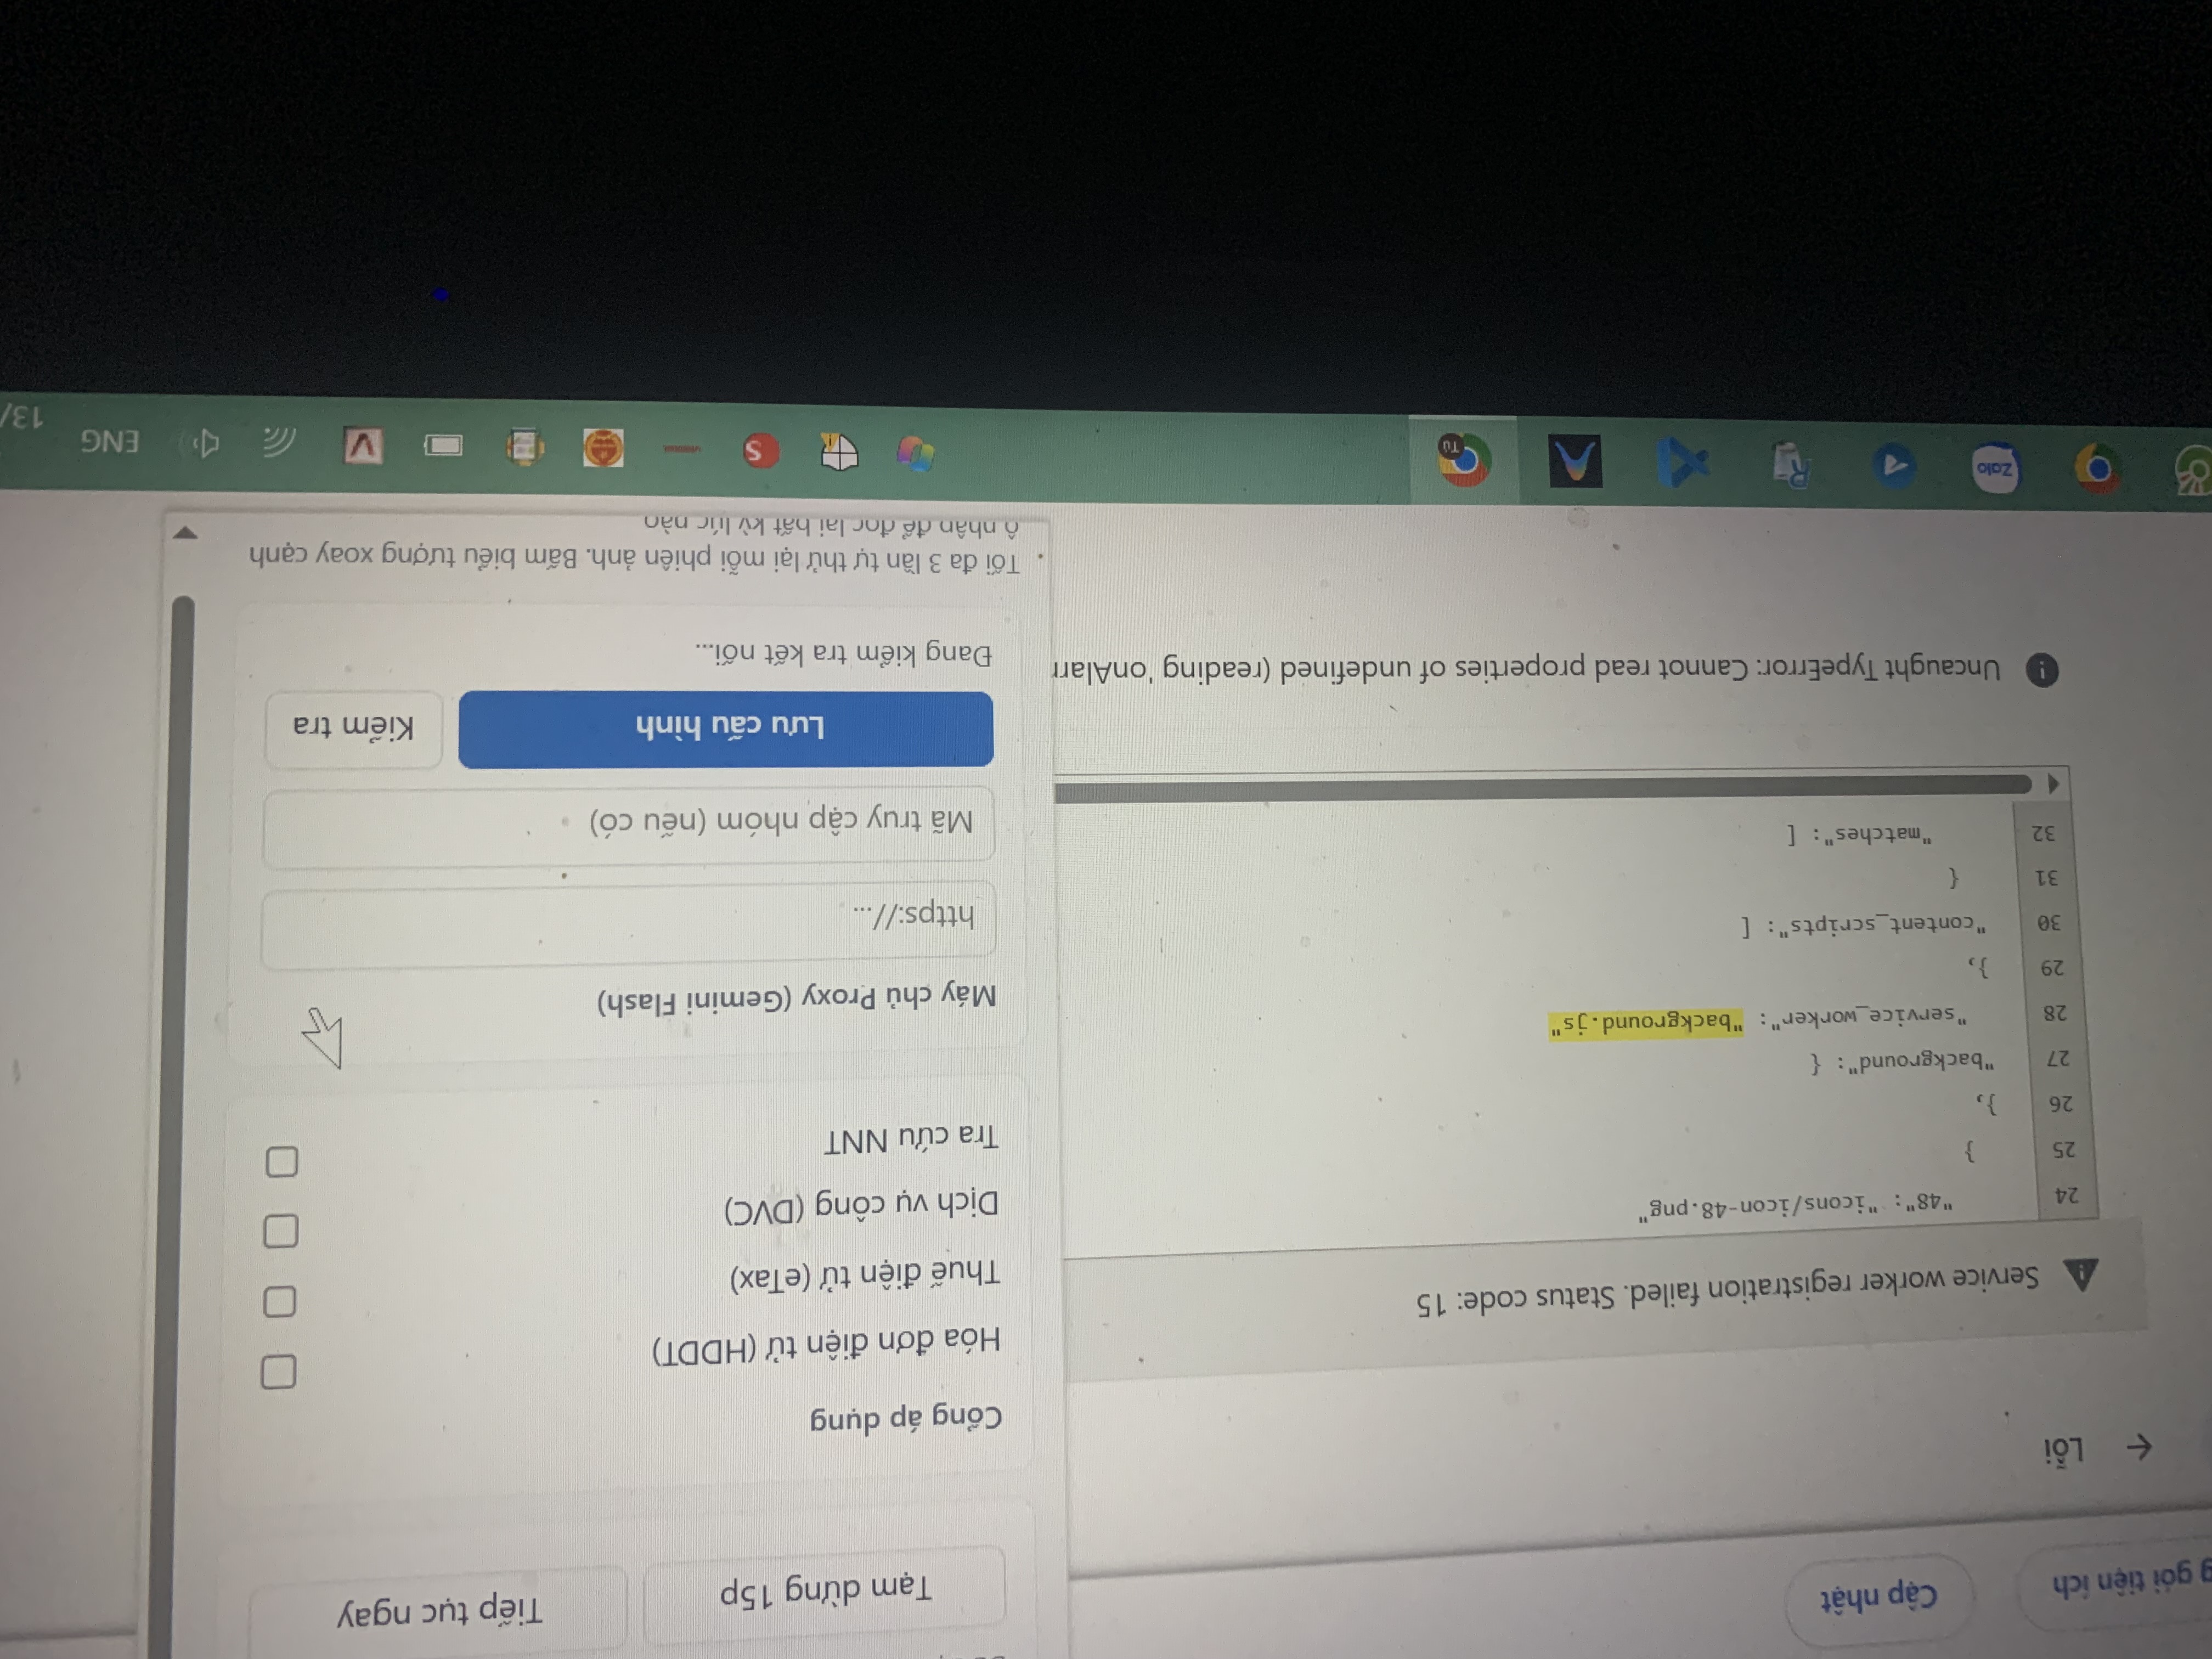 gói tiện ích
Cập nhật
Tạm dừng 15p
Tiếp tục ngay
Lỗi
Service worker registration failed. Status code: 15
24 "48": "icons/icon-48.png"
25 }
26 },
27 "background": {
28 "service_worker": "background.js"
29 },
30 "content_scripts": [
31 {
32 "matches": [
Uncaught TypeError: Cannot read properties of undefined (reading 'onAlarm
Cổng áp dụng
Hóa đơn điện tử (HDDT)
Thuế điện tử (eTax)
Dịch vụ công (DVC)
Tra cứu NNT
Máy chủ Proxy (Gemini Flash)
https://...
Mã truy cập nhóm (nếu có)
Lưu cấu hình
Kiểm tra
Đang kiểm tra kết nối...
Tối đa 3 lần tự thử lại mỗi phiên ảnh. Bấm biểu tượng xoay cạnh
ô nhập để đọc lại bất kỳ lúc nào
Zalo
Tú
S
V
ENG
13/